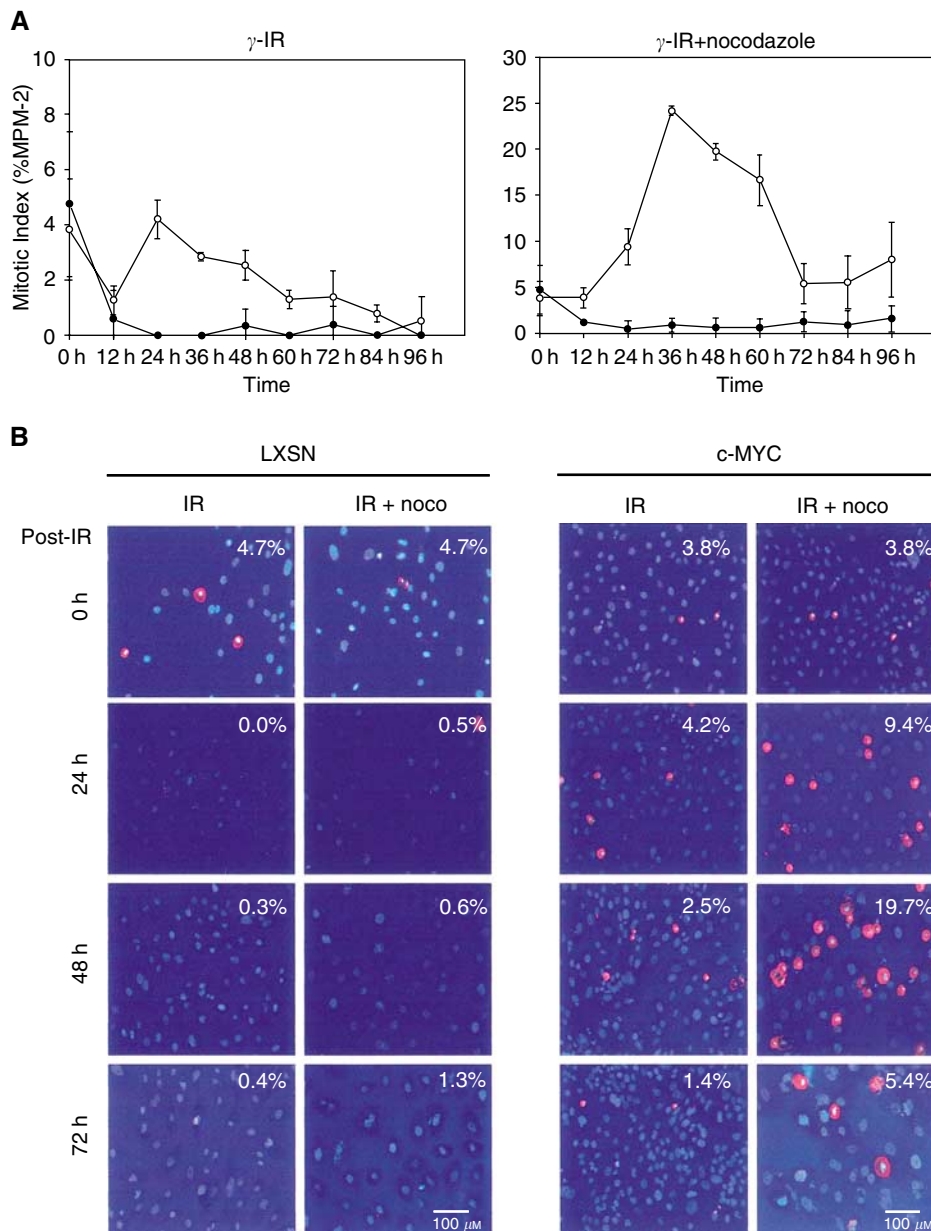 A
γ-IR
γ-IR+nocodazole
Mitotic Index (%MPM-2)
10
8
6
4
2
0
0 h 12 h 24 h 36 h 48 h 60 h 72 h 84 h 96 h
Time
30
25
20
15
10
5
0
0 h 12 h 24 h 36 h 48 h 60 h 72 h 84 h 96 h
Time
B
LXSN
c-MYC
IR
IR + noco
IR
IR + noco
Post-IR
0 h
4.7%
4.7%
3.8%
3.8%
24 h
0.0%
0.5%
4.2%
9.4%
48 h
0.3%
0.6%
2.5%
19.7%
72 h
0.4%
1.3%
1.4%
5.4%
100 μM
100 μM